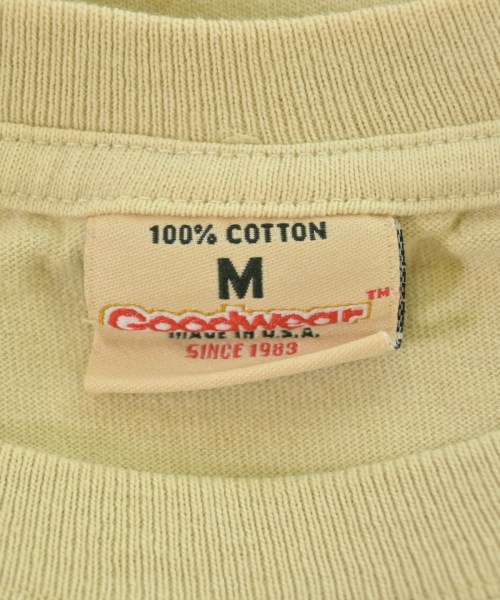 100% COTTON
M
Goodwear™
MADE IN U.S.A.
SINCE 1983